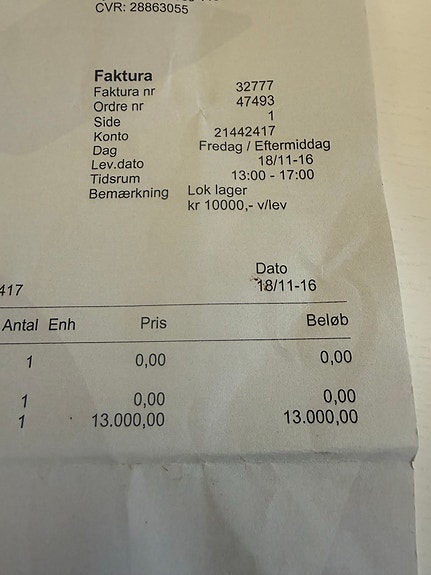 CVR: 28863055
Faktura
Faktura nr 32777
Ordre nr 47493
Side 1
Konto 21442417
Dag Fredag / Eftermiddag
Lev.dato 18/11-16
Tidsrum 13:00 - 17:00
Bemærkning Lok lager
kr 10000,- v/lev
Dato
417 18/11-16
Antal Enh Pris Beløb
1 0,00 0,00
1 0,00 0,00
1 13.000,00 13.000,00